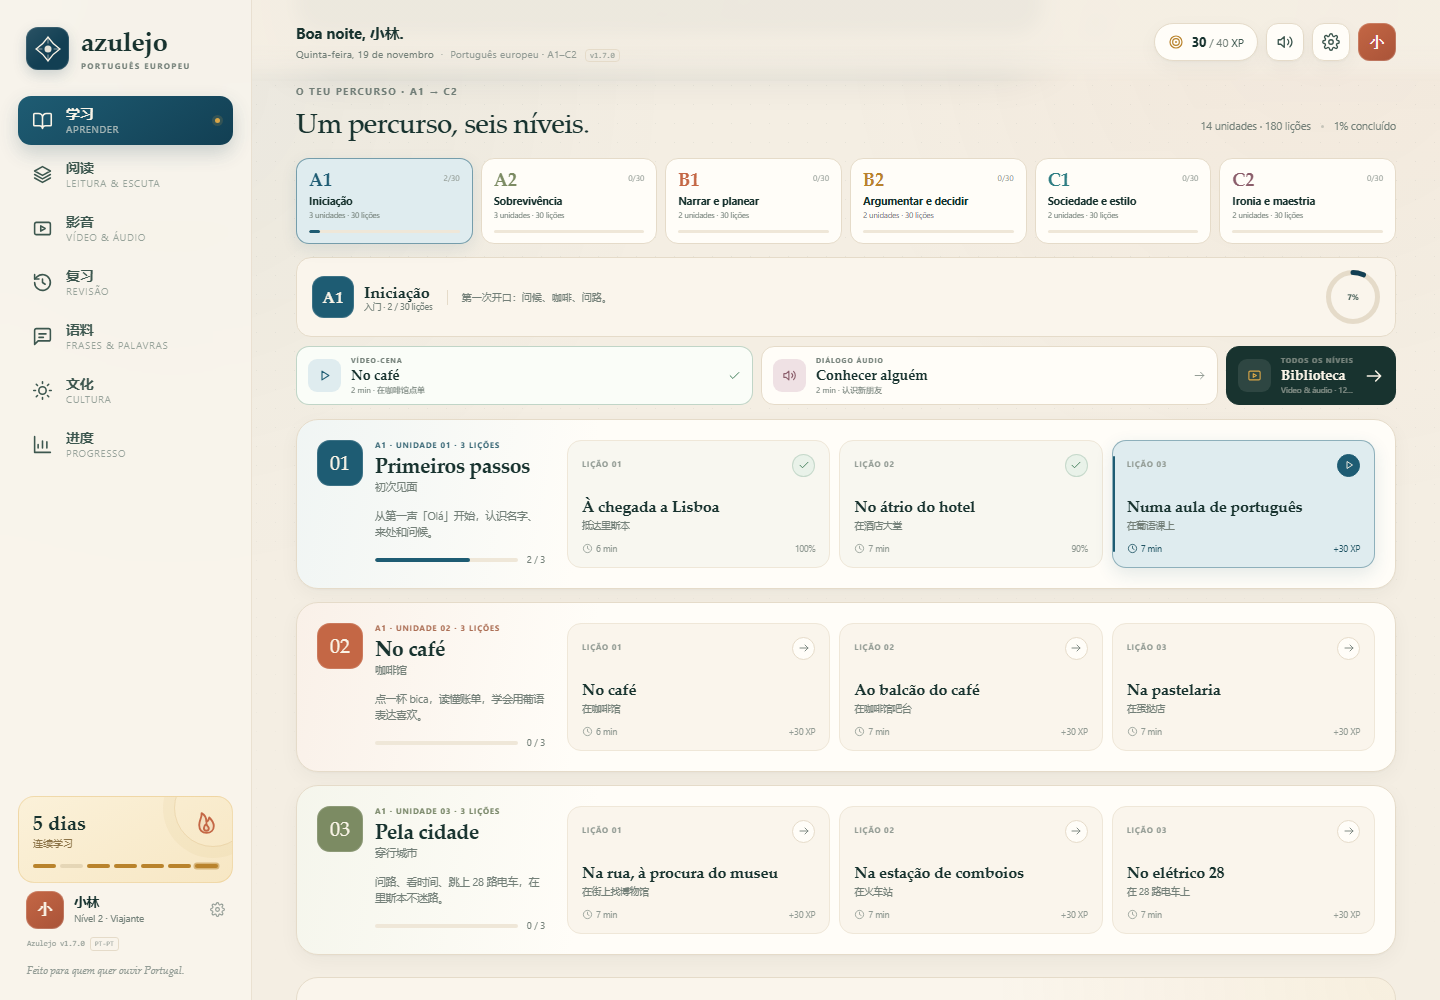 azulejo
PORTUGUÊS EUROPEU
学习
APRENDER
阅读
LEITURA & ESCUTA
影音
VÍDEO & ÁUDIO
复习
REVISÃO
语料
FRASES & PALAVRAS
文化
CULTURA
进度
PROGRESSO
5 dias
连续学习
小
小林
Nível 2 · Viajante
Azulejo v1.7.0 PT-PT
Feito para quem quer ouvir Portugal.
Boa noite, 小林.
Quinta-feira, 19 de novembro · Português europeu · A1–C2 v1.7.0
30 / 40 XP
小
O TEU PERCURSO · A1 → C2
Um percurso, seis níveis.
14 unidades · 180 lições • 1% concluído
A1 2/30
Iniciação
3 unidades · 30 lições
A2 0/30
Sobrevivência
3 unidades · 30 lições
B1 0/30
Narrar e planear
2 unidades · 30 lições
B2 0/30
Argumentar e decidir
2 unidades · 30 lições
C1 0/30
Sociedade e estilo
2 unidades · 30 lições
C2 0/30
Ironia e maestria
2 unidades · 30 lições
A1
Iniciação
入门 · 2 / 30 lições
第一次开口：问候、咖啡、问路。
7%
VÍDEO-CENA
No café
2 min · 在咖啡馆点单
DIÁLOGO ÁUDIO
Conhecer alguém
2 min · 认识新朋友
TODOS OS NÍVEIS
Biblioteca
Vídeo & áudio · 12...
01
A1 · UNIDADE 01 · 3 LIÇÕES
Primeiros passos
初次见面
从第一声「Olá」开始，认识名字、
来处和问候。
2 / 3
LIÇÃO 01
À chegada a Lisboa
抵达里斯本
6 min 100%
LIÇÃO 02
No átrio do hotel
在酒店大堂
7 min 90%
LIÇÃO 03
Numa aula de português
在葡语课上
7 min +30 XP
02
A1 · UNIDADE 02 · 3 LIÇÕES
No café
咖啡馆
点一杯 bica，读懂账单，学会用葡语
表达喜欢。
0 / 3
LIÇÃO 01
No café
在咖啡馆
6 min +30 XP
LIÇÃO 02
Ao balcão do café
在咖啡馆吧台
7 min +30 XP
LIÇÃO 03
Na pastelaria
在蛋挞店
7 min +30 XP
03
A1 · UNIDADE 03 · 3 LIÇÕES
Pela cidade
穿行城市
问路、看时间、跳上 28 路电车，在
里斯本不迷路。
0 / 3
LIÇÃO 01
Na rua, à procura do museu
在街上找博物馆
7 min +30 XP
LIÇÃO 02
Na estação de comboios
在火车站
7 min +30 XP
LIÇÃO 03
No elétrico 28
在 28 路电车上
7 min +30 XP